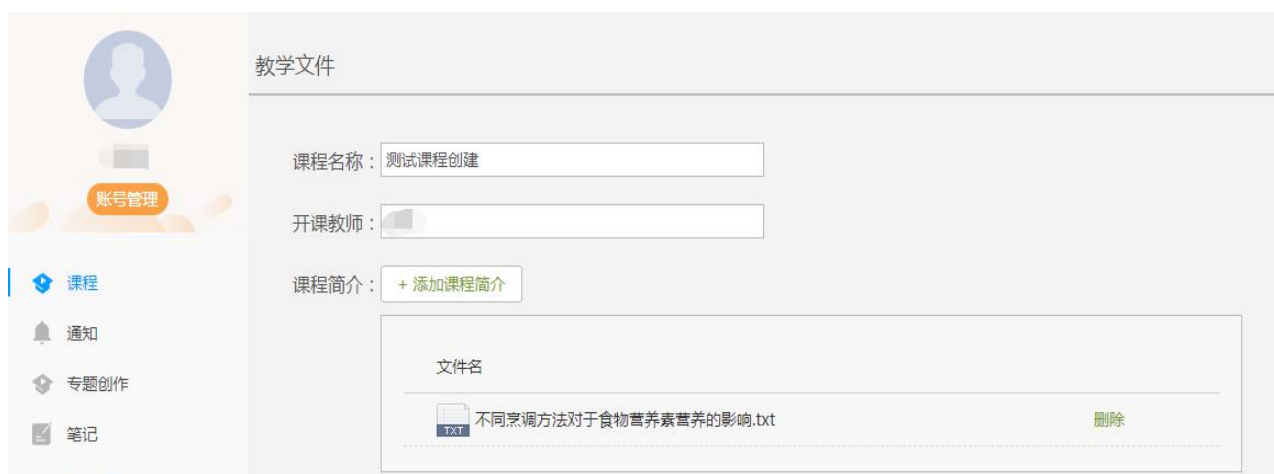 教学文件
账号管理
课程
通知
专题创作
笔记
课程名称：测试课程创建
开课教师：
课程简介：+ 添加课程简介
文件名
TXT 不同烹调方法对于食物营养素营养的影响.txt 删除